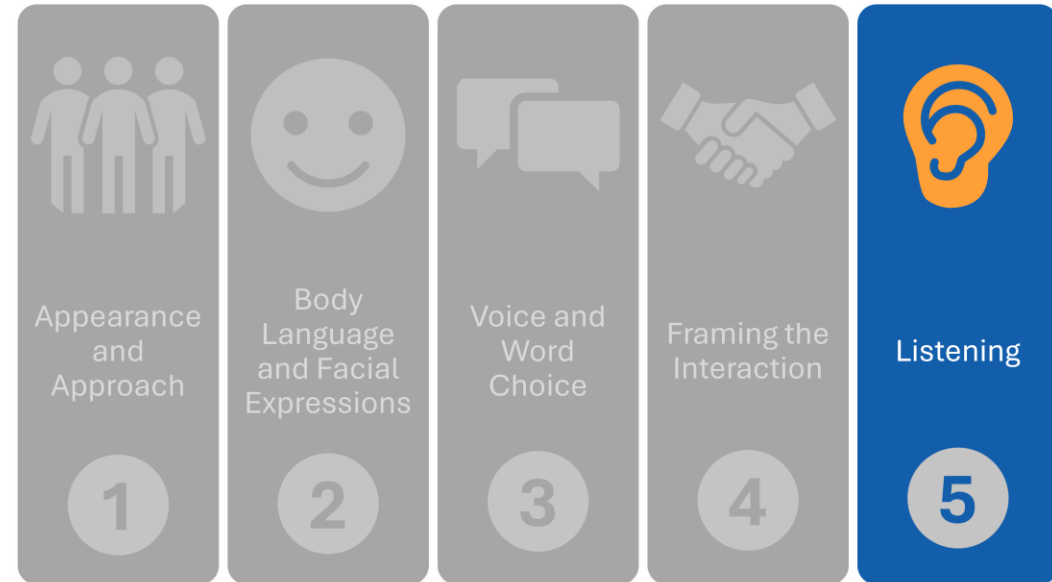 Appearance
and
Approach
1
Body
Language
and Facial
Expressions
2
Voice and
Word
Choice
3
Framing the
Interaction
4
Listening
5